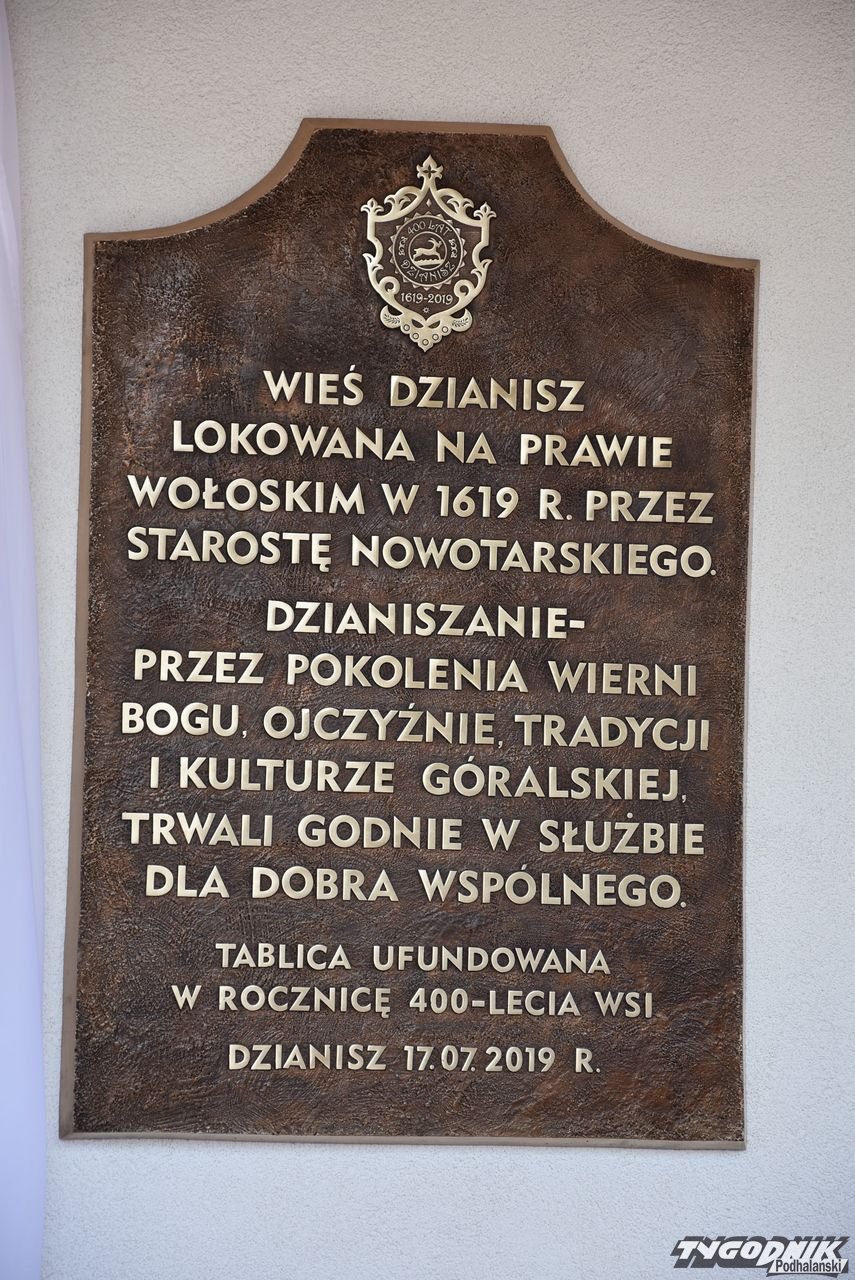 400 LAT
DZIANISZ
1619-2019
WIEŚ DZIANISZ
LOKOWANA NA PRAWIE
WOŁOSKIM W 1619 R. PRZEZ
STAROSTĘ NOWOTARSKIEGO.
DZIANISZANIE-
PRZEZ POKOLENIA WIERNI
BOGU, OJCZYŹNIE, TRADYCJI
I KULTURZE GÓRALSKIEJ,
TRWALI GODNIE W SŁUŻBIE
DLA DOBRA WSPÓLNEGO.
TABLICA UFUNDOWANA
W ROCZNICĘ 400-LECIA WSI
DZIANISZ 17.07.2019 R.
TYGODNIK
Podhalański